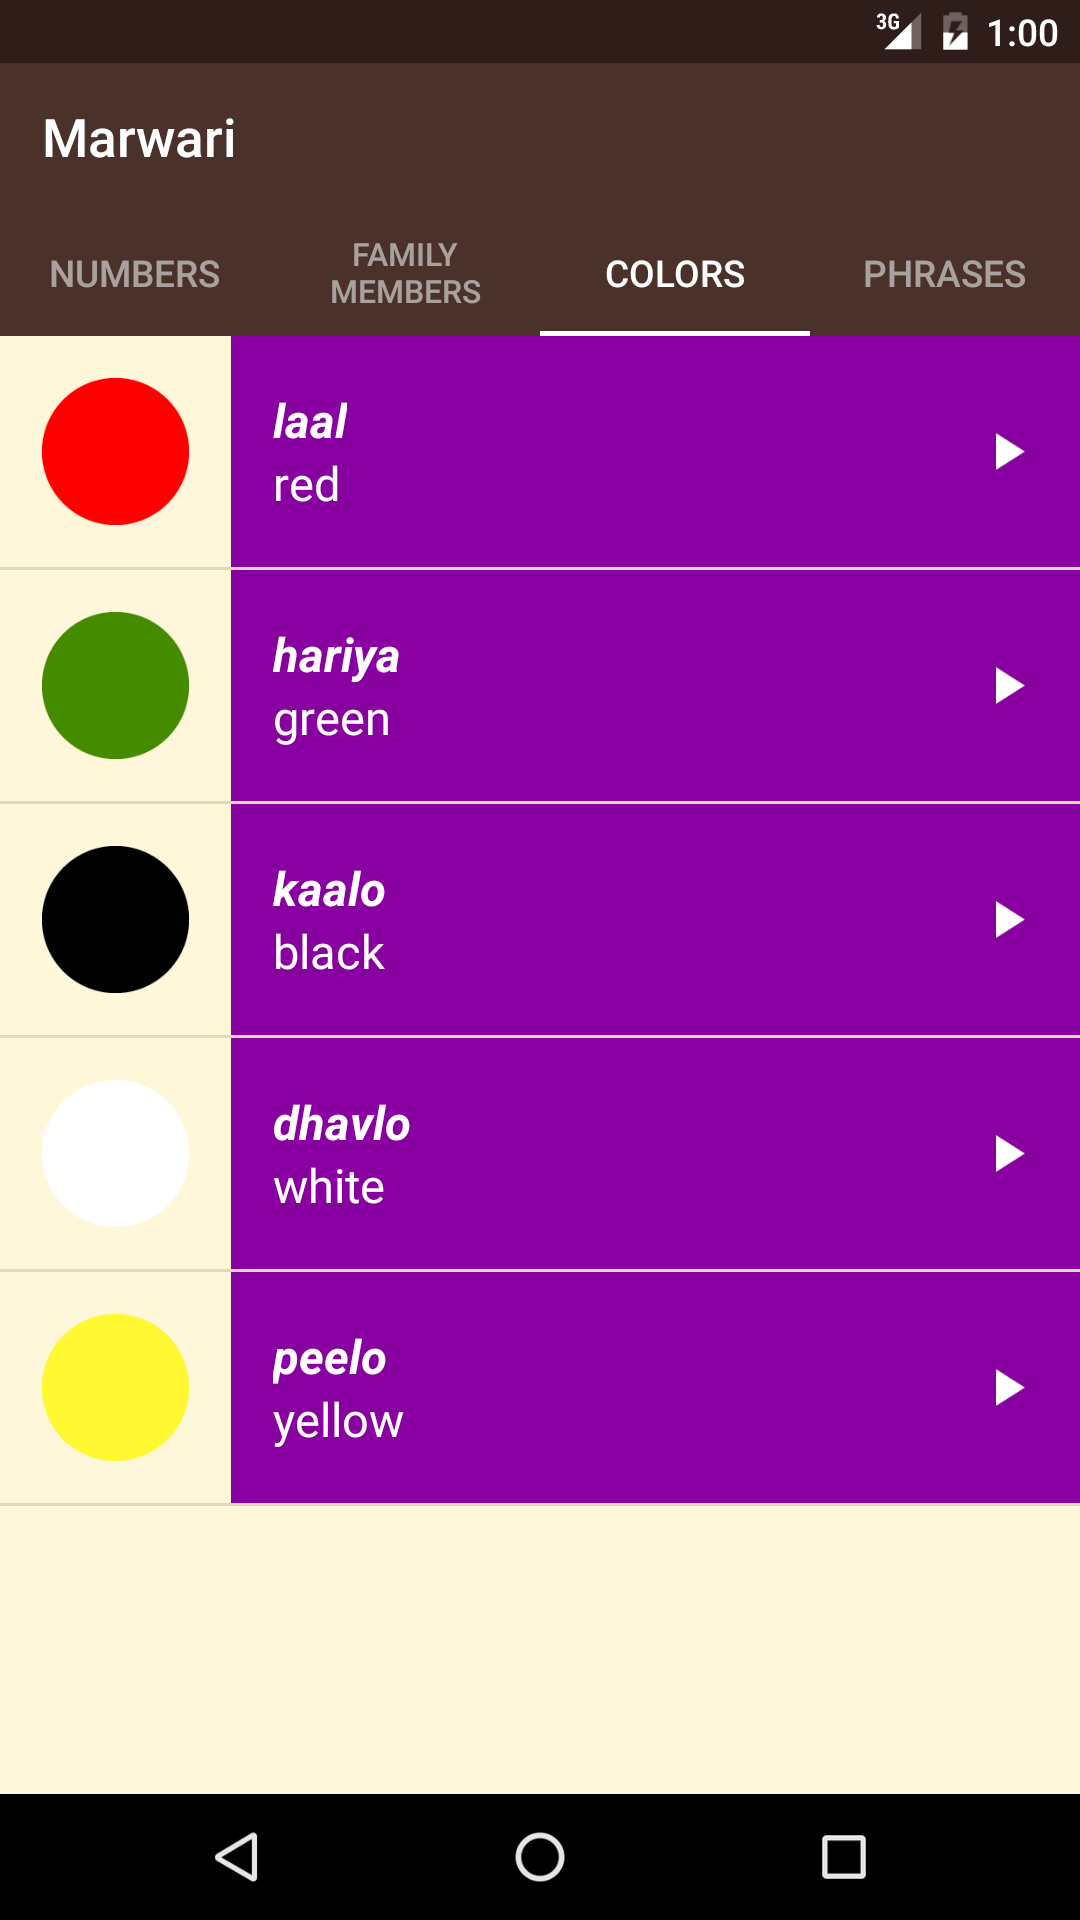 3G 1:00
Marwari
NUMBERS
FAMILY
MEMBERS
COLORS
PHRASES
laal
red
hariya
green
kaalo
black
dhavlo
white
peelo
yellow